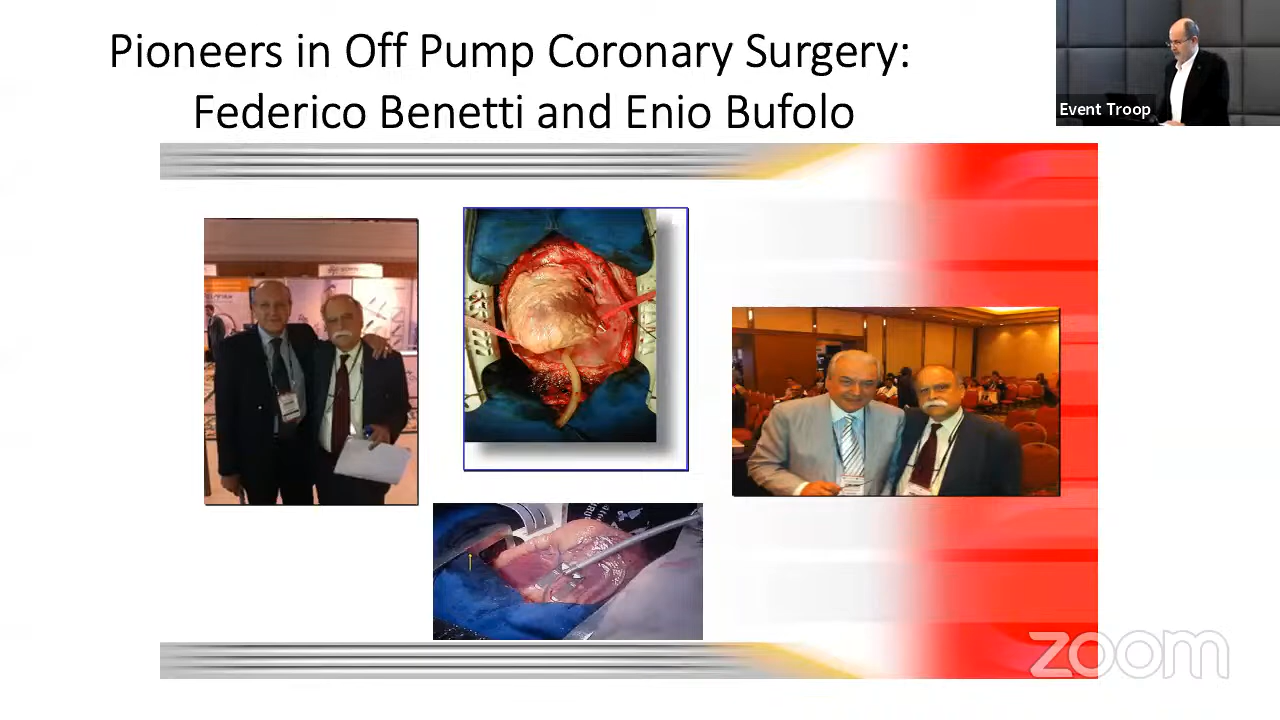 Pioneers in Off Pump Coronary Surgery:
Federico Benetti and Enio Bufolo
Event Troop
zoom